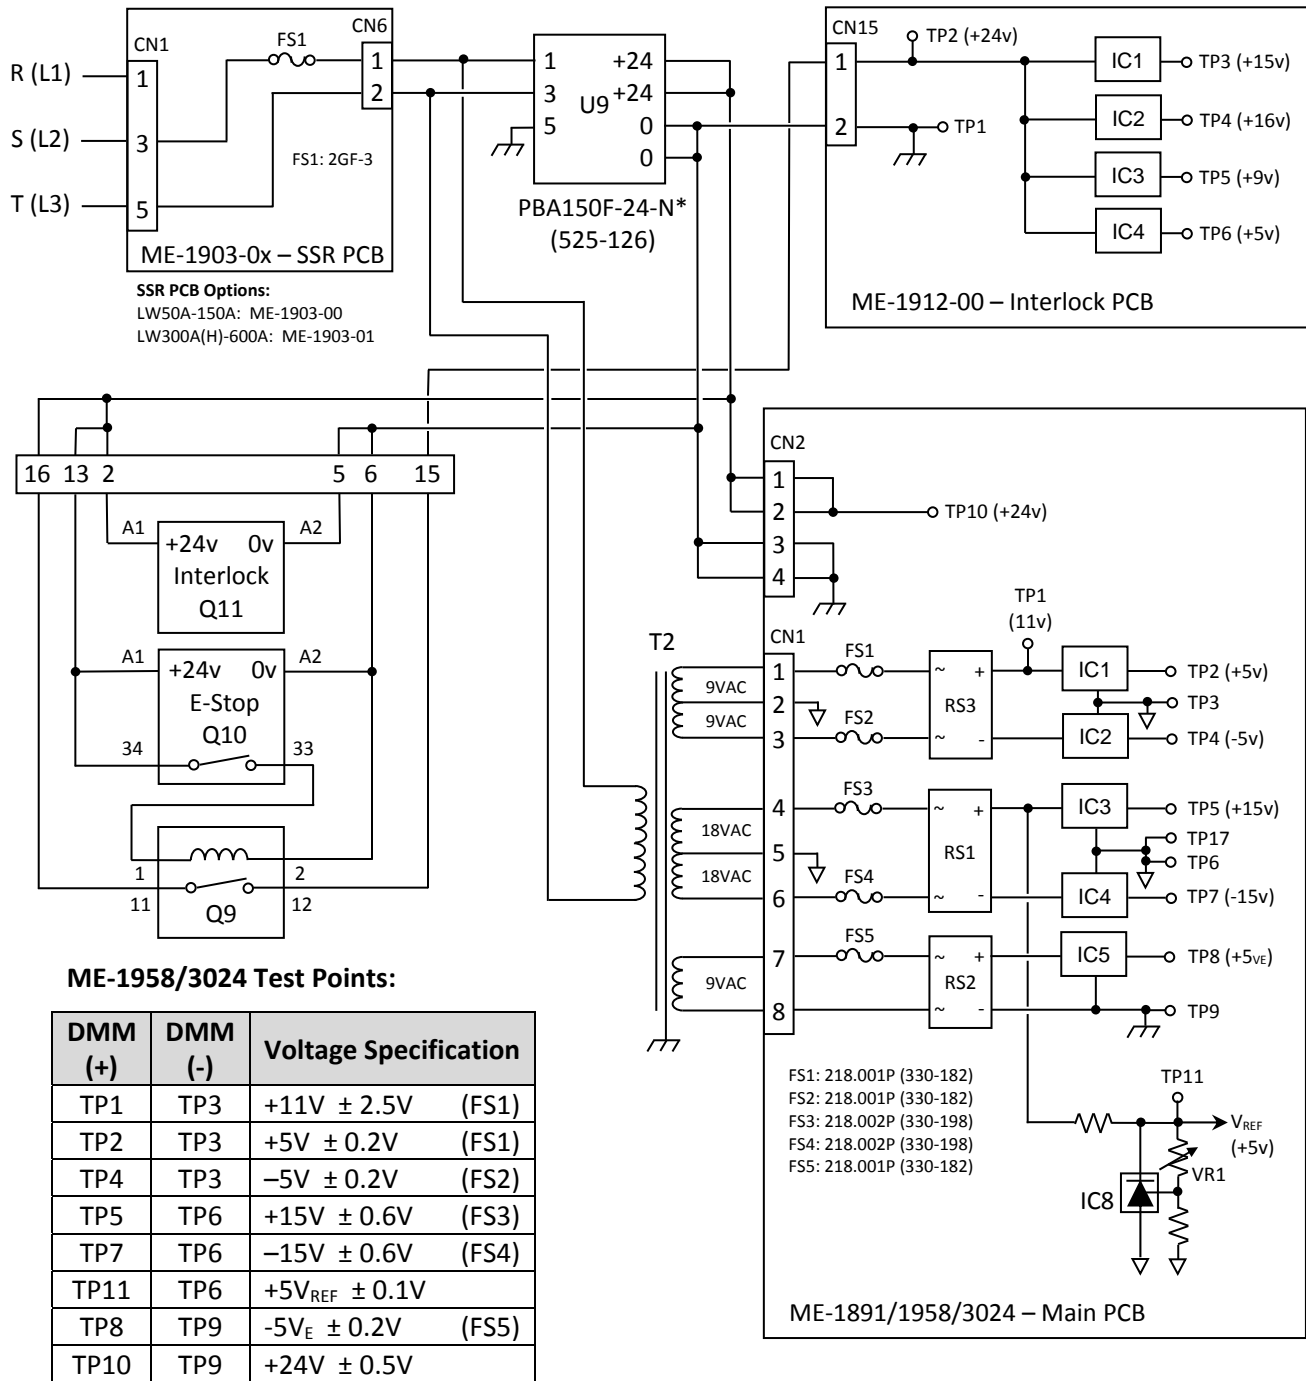 CN1
FS1
CN6
R (L1)
1
1
2
S (L2)
3
FS1: 2GF-3
T (L3)
5
ME-1903-0x – SSR PCB
SSR PCB Options:
LW50A-150A: ME-1903-00
LW300A(H)-600A: ME-1903-01
1
+24
3
U9
+24
5
0
0
PBA150F-24-N*
(525-126)
CN15
TP2 (+24v)
1
IC1
TP3 (+15v)
2
TP1
IC2
TP4 (+16v)
IC3
TP5 (+9v)
IC4
TP6 (+5v)
ME-1912-00 – Interlock PCB
16 13 2 5 6 15
A1
+24v 0v
A2
Interlock
Q11
A1
+24v 0v
A2
E-Stop
Q10
34
33
1
2
11
Q9
12
CN2
1
2
TP10 (+24v)
3
4
T2
CN1
TP1
(11v)
1
FS1
~ +
IC1
TP2 (+5v)
9VAC
2
RS3
TP3
9VAC
3
FS2
~ -
IC2
TP4 (-5v)
4
FS3
~ +
IC3
TP5 (+15v)
18VAC
TP17
5
RS1
TP6
18VAC
6
FS4
~ -
IC4
TP7 (-15v)
7
FS5
~ +
IC5
TP8 (+5VE)
9VAC
RS2
8
~ -
TP9
FS1: 218.001P (330-182)
FS2: 218.001P (330-182)
FS3: 218.002P (330-198)
FS4: 218.002P (330-198)
FS5: 218.001P (330-182)
TP11
VREF
(+5v)
VR1
IC8
ME-1891/1958/3024 – Main PCB
ME-1958/3024 Test Points:
DMM (+) DMM (-) Voltage Specification
TP1 TP3 +11V ± 2.5V (FS1)
TP2 TP3 +5V ± 0.2V (FS1)
TP4 TP3 –5V ± 0.2V (FS2)
TP5 TP6 +15V ± 0.6V (FS3)
TP7 TP6 –15V ± 0.6V (FS4)
TP11 TP6 +5VREF ± 0.1V
TP8 TP9 -5VE ± 0.2V (FS5)
TP10 TP9 +24V ± 0.5V